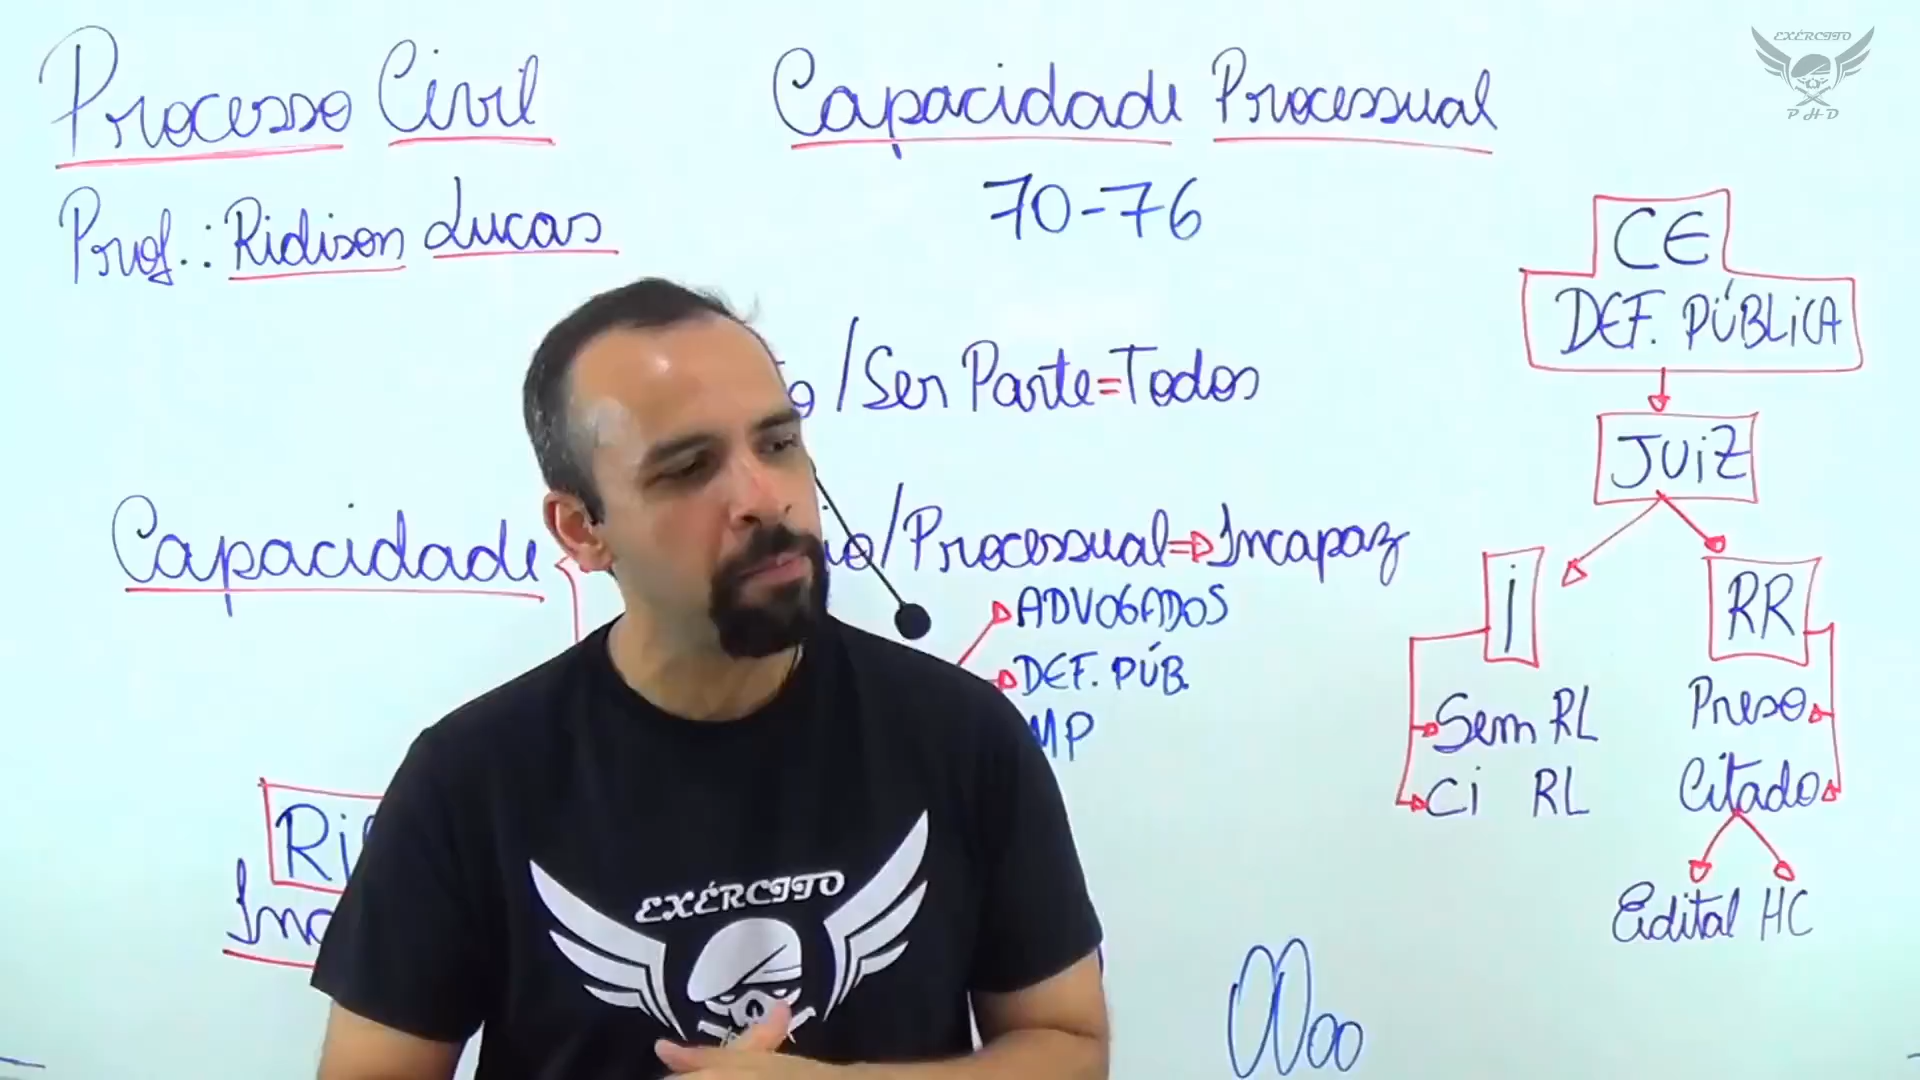 Processo Civil
Capacidade Processual
Prof.: Ridison Lucas
70-76
EXÉRCITO
PHD
CE
DEF. PÚBLICA
JUiZ
i
RR
Sem RL
Ci RL
Preso
Citado
Edital HC
/Ser Parte=Todos
Capacidade
/Processual=Incapaz
ADVOGADOS
DEF. PÚB.
MP
EXÉRCITO